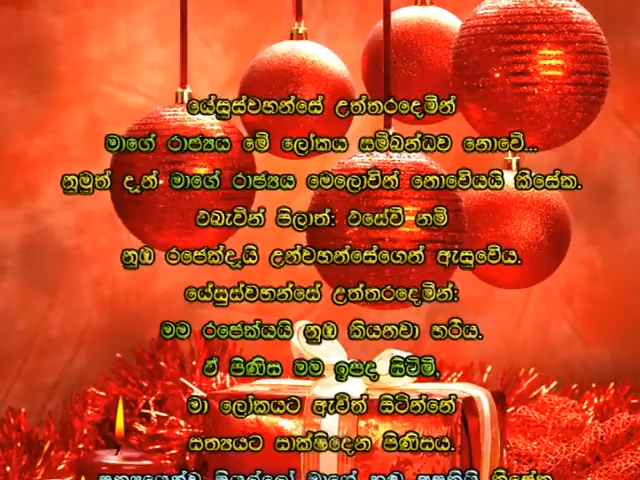 යේසුස්වහන්සේ උත්තරදෙමින්
මාගේ රාජ්‍යය මේ ලෝකය සම්බන්ධව නොවේ...
නුමුත් දැන් මාගේ රාජ්‍යය මෙලොවින් නොවේයයි කීසේක.
එබැවින් පිලාත්: එසේවී නම්
නුඹ රජෙක්දැයි උන්වහන්සේගෙන් ඇසුවේය.
යේසුස්වහන්සේ උත්තරදෙමින්:
මම රජෙක්යයි නුඹ කියනවා හරිය.
ඒ පිණිස මම ඉපදා සිටිමි,
මා ලෝකයට ඇවිත් සිටින්නේ
සත්‍යයට සාක්ෂිදෙන පිණිසය.